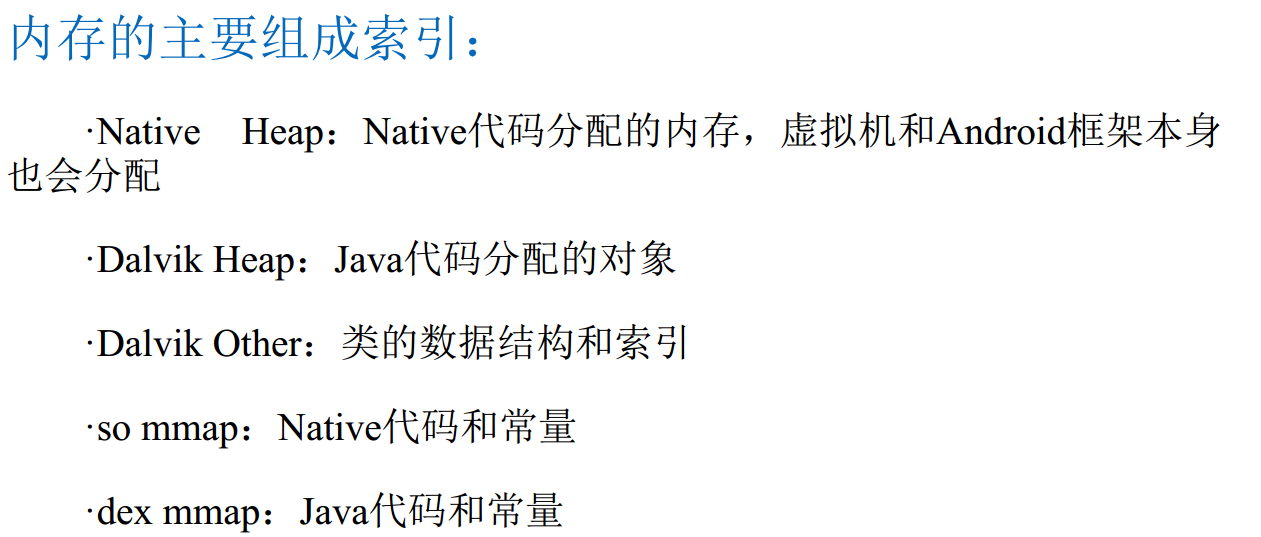 内存的主要组成索引：
·Native Heap：Native代码分配的内存，虚拟机和Android框架本身
也会分配
·Dalvik Heap：Java代码分配的对象
·Dalvik Other：类的数据结构和索引
·so mmap：Native代码和常量
·dex mmap：Java代码和常量